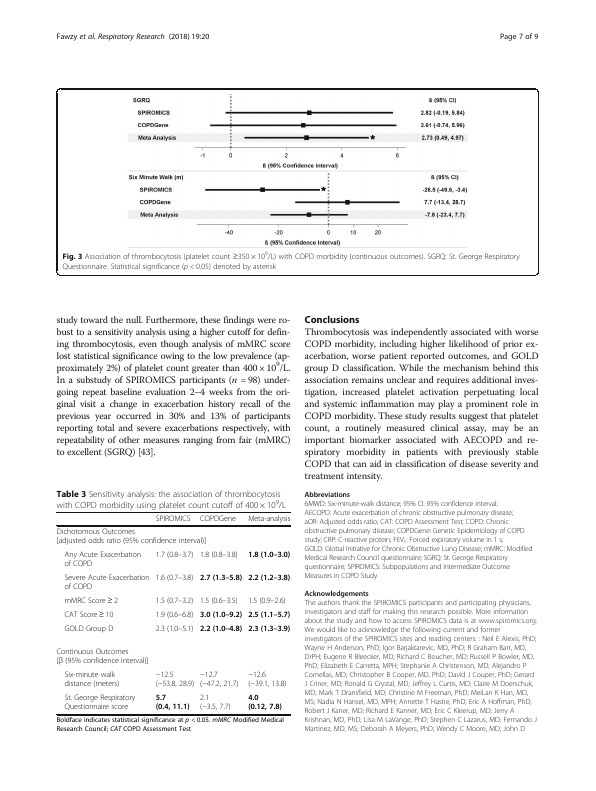 Fawzy et al. Respiratory Research (2018) 19:20
Page 7 of 9
SGRQ
ß (95% CI)
SPIROMICS
2.82 (-0.19, 5.84)
COPDGene
2.61 (-0.74, 5.96)
Meta Analysis
*
2.73 (0.49, 4.97)
-1 0 2 4 6
ß (95% Confidence Interval)
Six Minute Walk (m)
ß (95% CI)
SPIROMICS
*
-26.5 (-49.6, -3.4)
COPDGene
7.7 (-13.4, 28.7)
Meta Analysis
-7.8 (-23.4, 7.7)
-40 -20 0 10 20
ß (95% Confidence Interval)
Fig. 3 Association of thrombocytosis (platelet count ≥350 × 10⁹/L) with COPD morbidity (continuous outcomes). SGRQ: St. George Respiratory
Questionnaire. Statistical significance (p < 0.05) denoted by asterisk
study toward the null. Furthermore, these findings were ro-
bust to a sensitivity analysis using a higher cutoff for defin-
ing thrombocytosis, even though analysis of mMRC score
lost statistical significance owing to the low prevalence (ap-
proximately 2%) of platelet count greater than 400 × 10⁹/L.
In a substudy of SPIROMICS participants (n = 98) under-
going repeat baseline evaluation 2–4 weeks from the ori-
ginal visit a change in exacerbation history recall of the
previous year occurred in 30% and 13% of participants
reporting total and severe exacerbations respectively, with
repeatability of other measures ranging from fair (mMRC)
to excellent (SGRQ) [43].
Table 3 Sensitivity analysis: the association of thrombocytosis
with COPD morbidity using platelet count cutoff of 400 × 10⁹/L
SPIROMICS COPDGene Meta-analysis
Dichotomous Outcomes
[adjusted odds ratio (95% confidence interval)]
Any Acute Exacerbation 1.7 (0.8–3.7) 1.8 (0.8–3.8) 1.8 (1.0–3.0)
of COPD
Severe Acute Exacerbation 1.6 (0.7–3.8) 2.7 (1.3–5.8) 2.2 (1.2–3.8)
of COPD
mMRC Score ≥ 2 1.5 (0.7–3.2) 1.5 (0.6–3.5) 1.5 (0.9–2.6)
CAT Score ≥ 10 1.9 (0.6–6.8) 3.0 (1.0–9.2) 2.5 (1.1–5.7)
GOLD Group D 2.3 (1.0–5.1) 2.2 (1.0–4.8) 2.3 (1.3–3.9)
Continuous Outcomes
[β (95% confidence interval)]
Six-minute walk −12.5 −12.7 −12.6
distance (meters) (−53.8, 28.9) (−47.2, 21.7) (−39.1, 13.8)
St. George Respiratory 5.7 2.1 4.0
Questionnaire score (0.4, 11.1) (−3.5, 7.7) (0.12, 7.8)
Boldface indicates statistical significance at p < 0.05. mMRC Modified Medical
Research Council; CAT COPD Assessment Test
Conclusions
Thrombocytosis was independently associated with worse
COPD morbidity, including higher likelihood of prior ex-
acerbation, worse patient reported outcomes, and GOLD
group D classification. While the mechanism behind this
association remains unclear and requires additional inves-
tigation, increased platelet activation perpetuating local
and systemic inflammation may play a prominent role in
COPD morbidity. These study results suggest that platelet
count, a routinely measured clinical assay, may be an
important biomarker associated with AECOPD and re-
spiratory morbidity in patients with previously stable
COPD that can aid in classification of disease severity and
treatment intensity.
Abbreviations
6MWD: Six-minute-walk distance; 95% CI: 95% confidence interval;
AECOPD: Acute exacerbation of chronic obstructive pulmonary disease;
aOR: Adjusted odds ratio; CAT: COPD Assessment Test; COPD: Chronic
obstructive pulmonary disease; COPDGene: Genetic Epidemiology of COPD
study; CRP: C-reactive protein; FEV₁: Forced expiratory volume in 1 s;
GOLD: Global Initiative for Chronic Obstructive Lung Disease; mMRC: Modified
Medical Research Council questionnaire; SGRQ: St. George Respiratory
questionnaire; SPIROMICS: Subpopulations and Intermediate Outcome
Measures in COPD Study
Acknowledgements
The authors thank the SPIROMICS participants and participating physicians,
investigators and staff for making this research possible. More information
about the study and how to access SPIROMICS data is at www.spiromics.org.
We would like to acknowledge the following current and former
investigators of the SPIROMICS sites and reading centers: : Neil E Alexis, PhD;
Wayne H Anderson, PhD; Igor Barjaktarevic, MD, PhD; R Graham Barr, MD,
DrPH; Eugene R Bleecker, MD; Richard C Boucher, MD; Russell P Bowler, MD,
PhD; Elizabeth E Carretta, MPH; Stephanie A Christenson, MD; Alejandro P
Comellas, MD; Christopher B Cooper, MD, PhD; David J Couper, PhD; Gerard
J Criner, MD; Ronald G Crystal, MD; Jeffrey L Curtis, MD; Claire M Doerschuk,
MD; Mark T Dransfield, MD; Christine M Freeman, PhD; MeiLan K Han, MD,
MS; Nadia N Hansel, MD, MPH; Annette T Hastie, PhD; Eric A Hoffman, PhD;
Robert J Kaner, MD; Richard E Kanner, MD; Eric C Kleerup, MD; Jerry A
Krishnan, MD, PhD; Lisa M LaVange, PhD; Stephen C Lazarus, MD; Fernando J
Martinez, MD, MS; Deborah A Meyers, PhD; Wendy C Moore, MD; John D